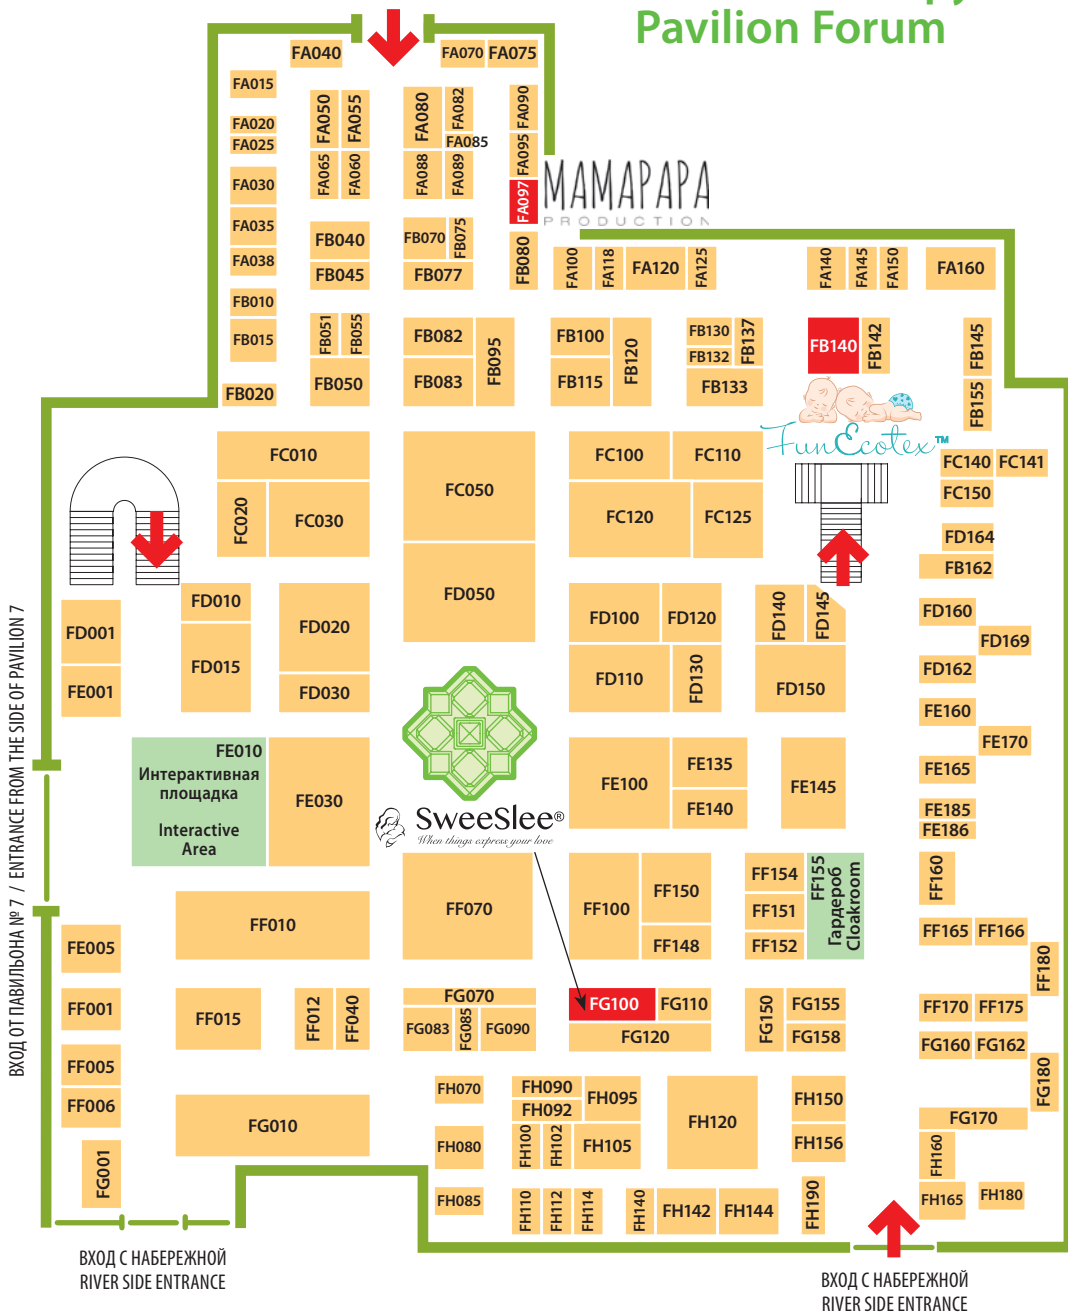 Pavilion Forum
FA040
FA070
FA075
FA015
FA020
FA025
FA030
FA035
FA038
FB010
FB015
FB020
FA050
FA055
FA065
FA060
FA080
FA082
FA085
FA088
FA089
FA090
FA095
FA097
MAMAPAPA
PRODUCTION
FB040
FB045
FB070
FB075
FB077
FB080
FA100
FA118
FA120
FA125
FA140
FA145
FA150
FA160
FB051
FB055
FB050
FB082
FB083
FB095
FB100
FB115
FB120
FB130
FB132
FB137
FB133
FB140
FB142
FB145
FB155
FunEcotex™
FC010
FC020
FC030
FC050
FC100
FC110
FC120
FC125
FC140
FC141
FC150
FD164
FB162
FD001
FE001
FD010
FD015
FD020
FD030
FD050
FD100
FD120
FD110
FD130
FD140
FD145
FD150
FD160
FD169
FD162
FE160
FE170
FE165
FE185
FE186
ВХОД ОТ ПАВИЛЬОНА № 7 / ENTRANCE FROM THE SIDE OF PAVILION 7
FE010
Интерактивная
площадка
Interactive
Area
FE030
SweeSlee®
When things express your love
FE100
FE135
FE140
FE145
FF010
FF070
FF100
FF150
FF148
FF154
FF151
FF152
FF155
Гардероб
Cloakroom
FF160
FF165
FF166
FF180
FE005
FF001
FF005
FF006
FG001
FF015
FF012
FF040
FG070
FG083
FG085
FG090
FG100
FG110
FG120
FG150
FG155
FG158
FF170
FF175
FG160
FG162
FG180
FG170
FG010
FH070
FH080
FH085
FH090
FH092
FH095
FH100
FH102
FH105
FH110
FH112
FH114
FH120
FH140
FH142
FH144
FH150
FH156
FH190
FH160
FH165
FH180
ВХОД С НАБЕРЕЖНОЙ
RIVER SIDE ENTRANCE
ВХОД С НАБЕРЕЖНОЙ
RIVER SIDE ENTRANCE